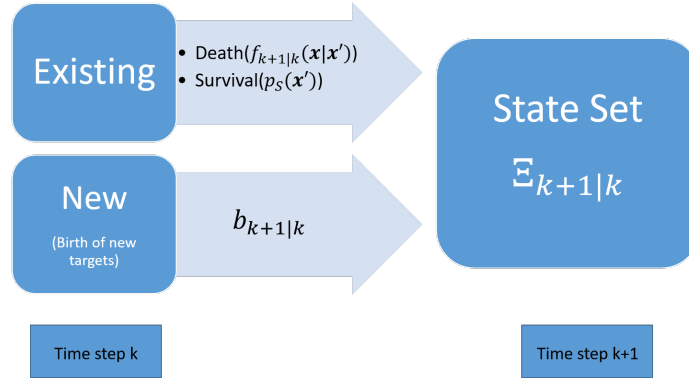 Existing
• Death(f_{k+1|k}(𝒙|𝒙′))
• Survival(p_S(𝒙′))
State Set
Ξ_{k+1|k}
New
(Birth of new
targets)
b_{k+1|k}
Time step k
Time step k+1